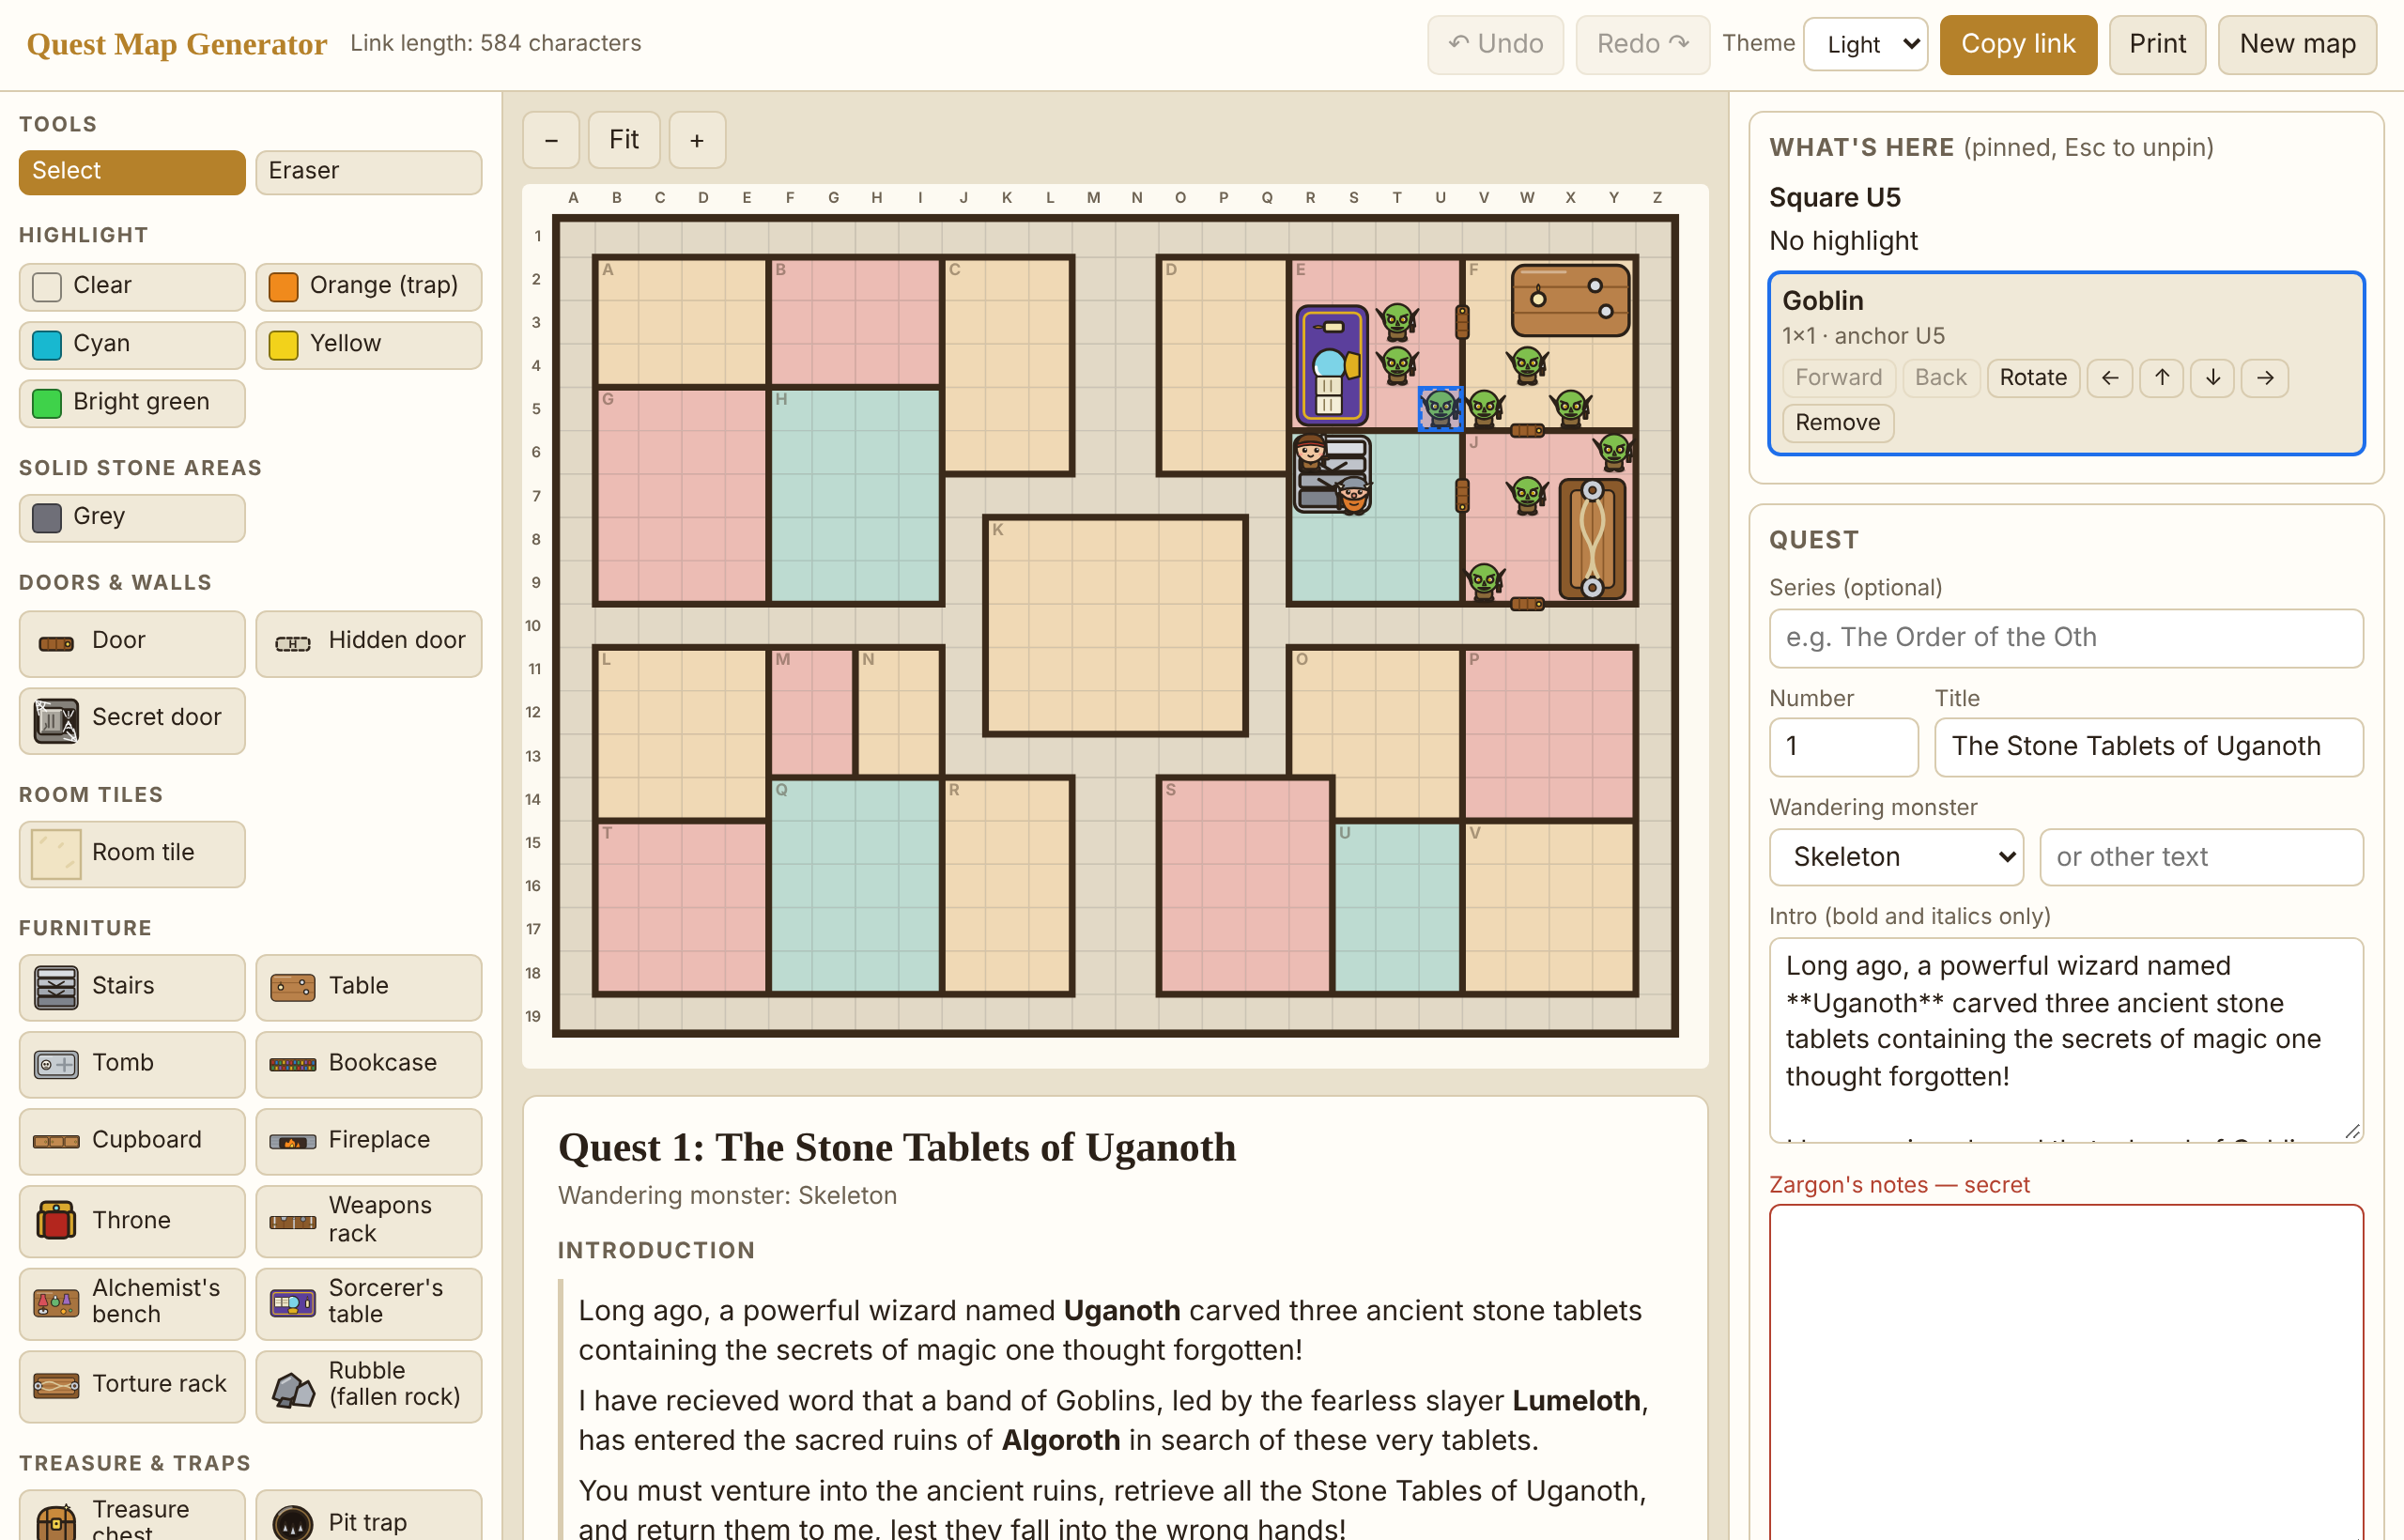 Quest Map Generator
Link length: 584 characters
↶ Undo
Redo ↷
Theme
Light
Copy link
Print
New map
TOOLS
Select
Eraser
HIGHLIGHT
Clear
Orange (trap)
Cyan
Yellow
Bright green
SOLID STONE AREAS
Grey
DOORS & WALLS
Door
Hidden door
Secret door
ROOM TILES
Room tile
FURNITURE
Stairs
Table
Tomb
Bookcase
Cupboard
Fireplace
Throne
Weapons
rack
Alchemist's
bench
Sorcerer's
table
Torture rack
Rubble
(fallen rock)
TREASURE & TRAPS
Treasure
chest
Pit trap
−
Fit
+
A B C D E F G H I J K L M N O P Q R S T U V W X Y Z
1
2
3
4
5
6
7
8
9
10
11
12
13
14
15
16
17
18
19
A B C D E F
G H
J
K
L M N O P
Q R S
T U V
Quest 1: The Stone Tablets of Uganoth
Wandering monster: Skeleton
INTRODUCTION
Long ago, a powerful wizard named Uganoth carved three ancient stone tablets
containing the secrets of magic one thought forgotten!
I have recieved word that a band of Goblins, led by the fearless slayer Lumeloth,
has entered the sacred ruins of Algoroth in search of these very tablets.
You must venture into the ancient ruins, retrieve all the Stone Tables of Uganoth,
and return them to me, lest they fall into the wrong hands!
WHAT'S HERE (pinned, Esc to unpin)
Square U5
No highlight
Goblin
1×1 · anchor U5
Forward
Back
Rotate
←
↑
↓
→
Remove
QUEST
Series (optional)
e.g. The Order of the Oth
Number
Title
1
The Stone Tablets of Uganoth
Wandering monster
Skeleton
or other text
Intro (bold and italics only)
Long ago, a powerful wizard named
**Uganoth** carved three ancient stone
tablets containing the secrets of magic one
thought forgotten!
Zargon's notes — secret